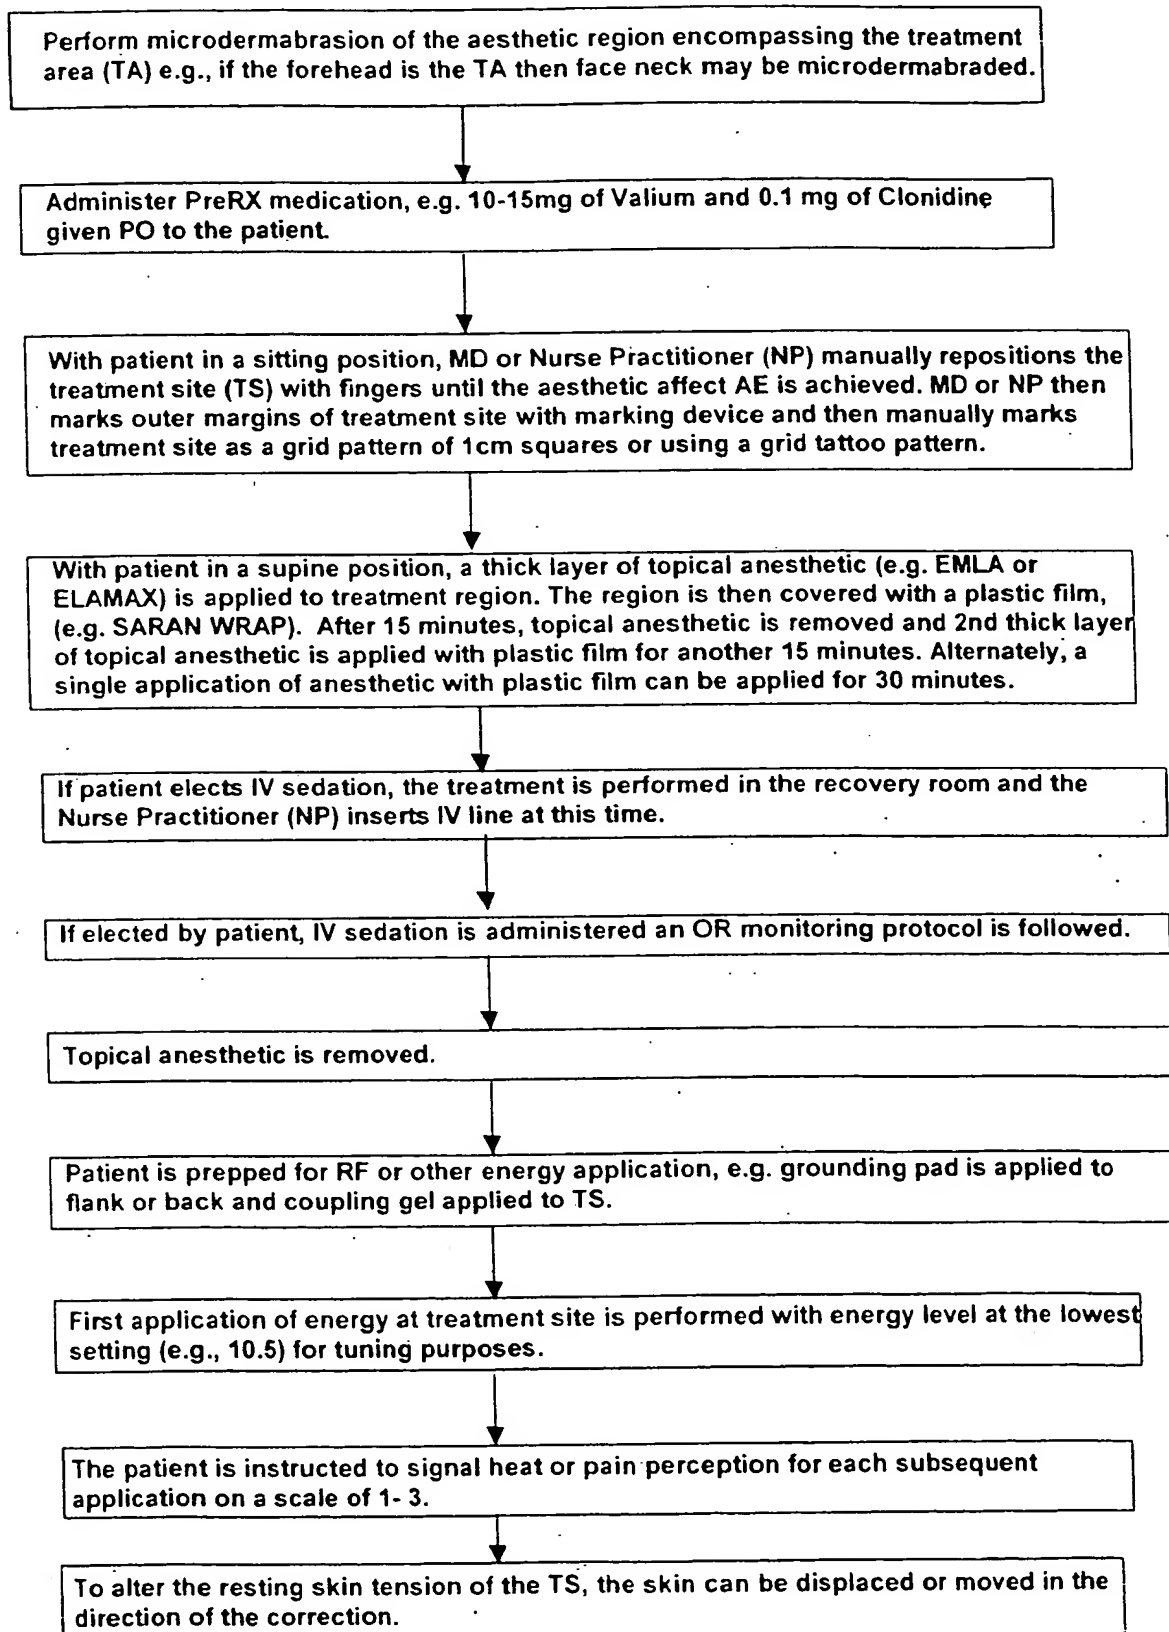 Perform microdermabrasion of the aesthetic region encompassing the treatment
area (TA) e.g., if the forehead is the TA then face neck may be microdermabraded.
Administer PreRX medication, e.g. 10-15mg of Valium and 0.1 mg of Clonidine
given PO to the patient.
With patient in a sitting position, MD or Nurse Practitioner (NP) manually repositions the
treatment site (TS) with fingers until the aesthetic affect AE is achieved. MD or NP then
marks outer margins of treatment site with marking device and then manually marks
treatment site as a grid pattern of 1cm squares or using a grid tattoo pattern.
With patient in a supine position, a thick layer of topical anesthetic (e.g. EMLA or
ELAMAX) is applied to treatment region. The region is then covered with a plastic film,
(e.g. SARAN WRAP). After 15 minutes, topical anesthetic is removed and 2nd thick layer
of topical anesthetic is applied with plastic film for another 15 minutes. Alternately, a
single application of anesthetic with plastic film can be applied for 30 minutes.
If patient elects IV sedation, the treatment is performed in the recovery room and the
Nurse Practitioner (NP) inserts IV line at this time.
If elected by patient, IV sedation is administered an OR monitoring protocol is followed.
Topical anesthetic is removed.
Patient is prepped for RF or other energy application, e.g. grounding pad is applied to
flank or back and coupling gel applied to TS.
First application of energy at treatment site is performed with energy level at the lowest
setting (e.g., 10.5) for tuning purposes.
The patient is instructed to signal heat or pain perception for each subsequent
application on a scale of 1- 3.
To alter the resting skin tension of the TS, the skin can be displaced or moved in the
direction of the correction.